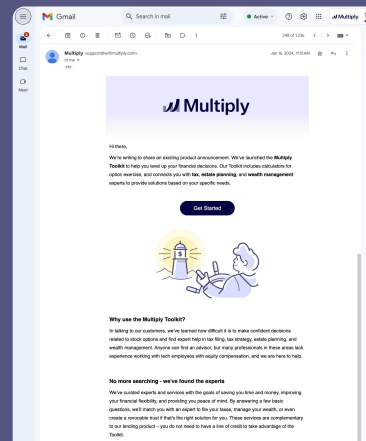 Gmail
Search in mail
Active
Multiply
Mail
Chat
Meet
Multiply <support@withmultiply.com>
to me
Jan 16, 2024, 11:51 AM
Multiply
Hi there,
We're writing to share an exciting product announcement. We've launched the Multiply
Toolkit to help you level up your financial decisions. Our Toolkit includes calculators for
option exercise, and connects you with tax, estate planning, and wealth management
experts to provide solutions based on your specific needs.
Get Started
$
Why use the Multiply Toolkit?
In talking to our customers, we've learned how difficult it is to make confident decisions
related to stock options and find expert help in tax filing, tax strategy, estate planning, and
wealth management. Anyone can find an advisor, but many professionals in these areas lack
experience working with tech employees with equity compensation, and we are here to help.
No more searching - we've found the experts
We've curated experts and services with the goals of saving you time and money, improving
your financial flexibility, and providing you peace of mind. By answering a few basic
questions, we'll match you with an expert to file your taxes, manage your wealth, or even
create a revocable trust if that's the right solution for you. These services are complementary
to our lending product – you do not need to have a line of credit to take advantage of the
Toolkit.